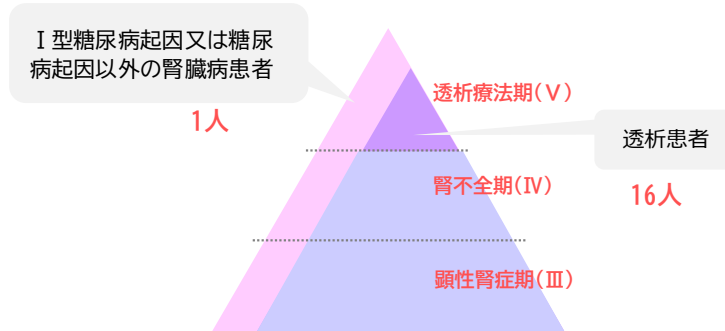 Ⅰ型糖尿病起因又は糖尿
病起因以外の腎臓病患者
1人
透析療法期(Ⅴ)
透析患者
16人
腎不全期(Ⅳ)
顕性腎症期(Ⅲ)